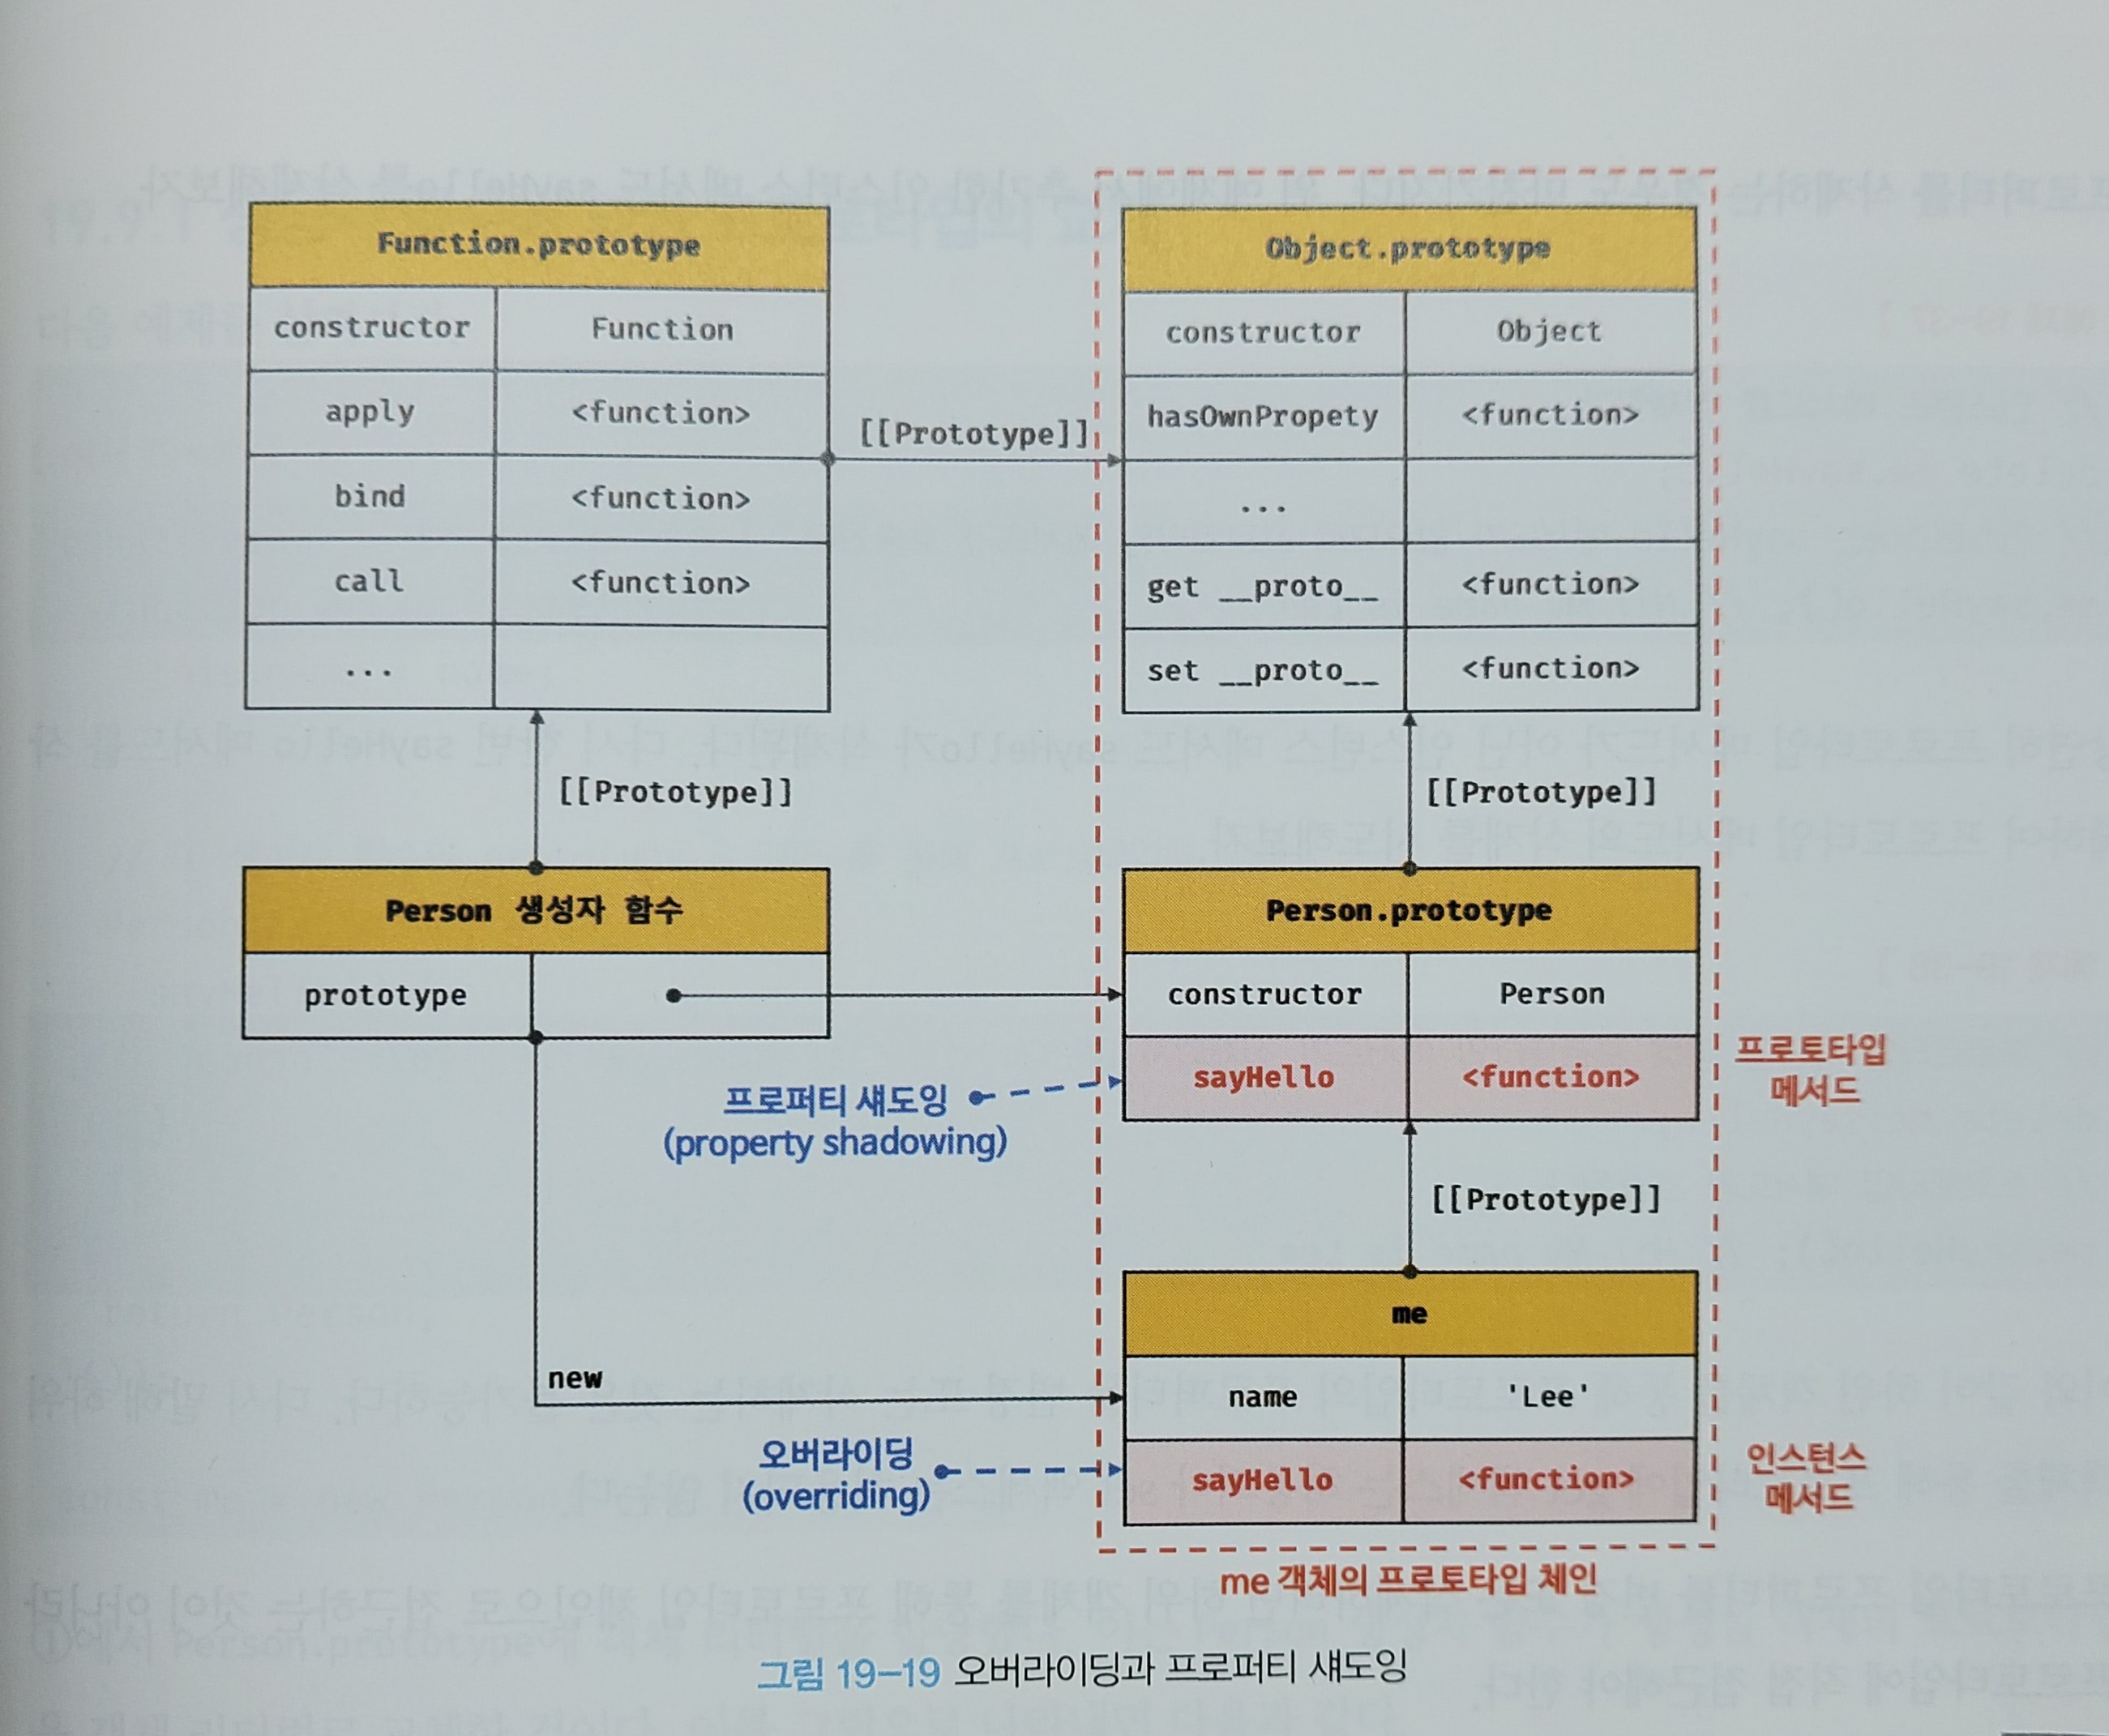 Function.prototype
constructor Function
apply <function>
bind <function>
call <function>
...
[[Prototype]]
Object.prototype
constructor Object
hasOwnPropety <function>
...
get __proto__ <function>
set __proto__ <function>
[[Prototype]]
[[Prototype]]
Person 생성자 함수
prototype
Person.prototype
constructor Person
sayHello <function>
프로토타입
메서드
프로퍼티 섀도잉
(property shadowing)
[[Prototype]]
new
me
name 'Lee'
sayHello <function>
오버라이딩
(overriding)
인스턴스
메서드
me 객체의 프로토타입 체인
그림 19-19 오버라이딩과 프로퍼티 섀도잉